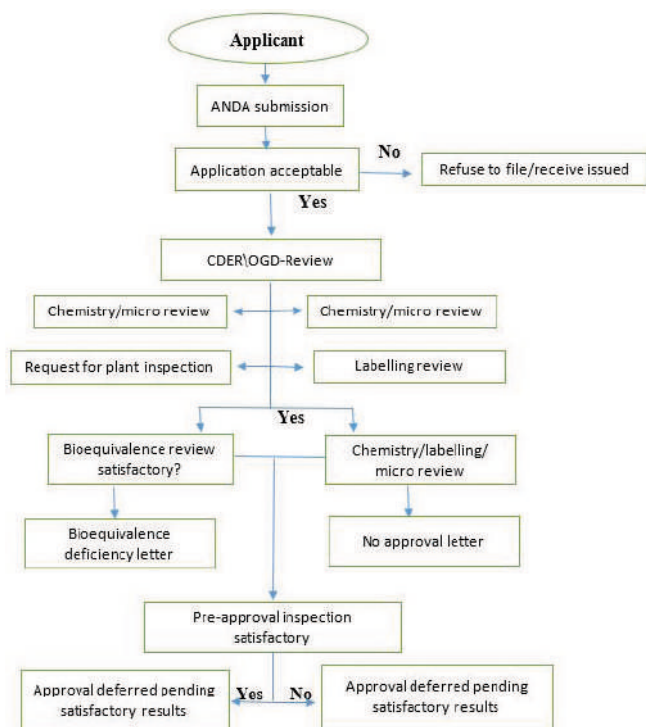 Applicant
ANDA submission
No
Application acceptable
Refuse to file/receive issued
Yes
CDER\OGD-Review
Chemistry/micro review
Chemistry/micro review
Request for plant inspection
Labelling review
Yes
Bioequivalence review
satisfactory?
Chemistry/labelling/
micro review
Bioequivalence
deficiency letter
No approval letter
Pre-approval inspection
satisfactory
Approval deferred pending
satisfactory results
Yes
No
Approval deferred pending
satisfactory results